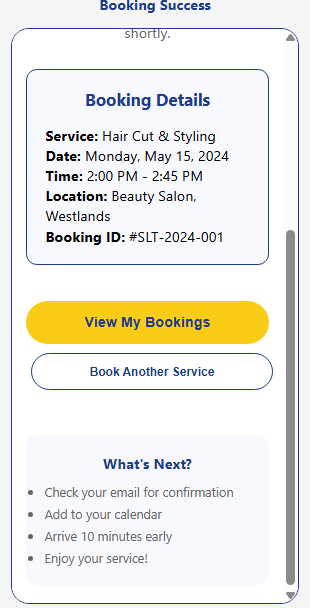 Booking Success
shortly.
Booking Details
Service: Hair Cut & Styling
Date: Monday, May 15, 2024
Time: 2:00 PM - 2:45 PM
Location: Beauty Salon,
Westlands
Booking ID: #SLT-2024-001
View My Bookings
Book Another Service
What's Next?
Check your email for confirmation
Add to your calendar
Arrive 10 minutes early
Enjoy your service!